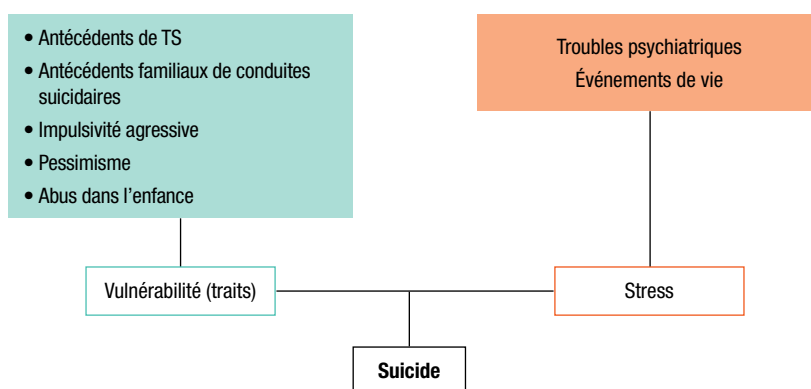 • Antécédents de TS
• Antécédents familiaux de conduites
suicidaires
• Impulsivité agressive
• Pessimisme
• Abus dans l'enfance
Troubles psychiatriques
Événements de vie
Vulnérabilité (traits)
Stress
Suicide